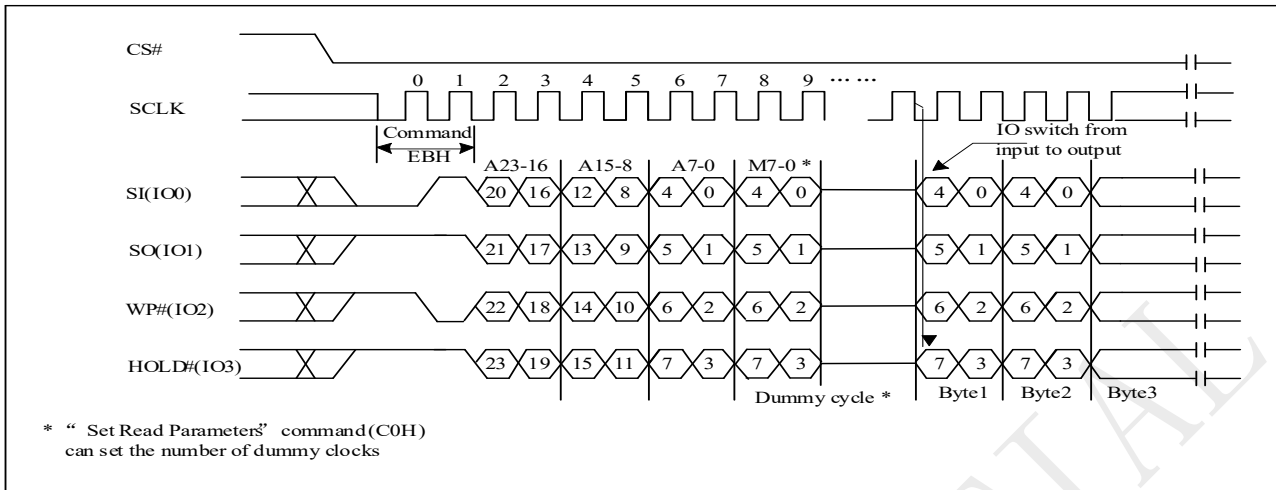 CS#
0 1 2 3 4 5 6 7 8 9 ... ...
SCLK
Command
EBH
IO switch from
input to output
A23-16 A15-8 A7-0 M7-0 *
SI(IO0) 20 16 12 8 4 0 4 0 4 0 4 0
SO(IO1) 21 17 13 9 5 1 5 1 5 1 5 1
WP#(IO2) 22 18 14 10 6 2 6 2 6 2 6 2
HOLD#(IO3) 23 19 15 11 7 3 7 3 7 3 7 3
Dummy cycle * Byte1 Byte2 Byte3
* “ Set Read Parameters” command(C0H)
can set the number of dummy clocks
TIAL